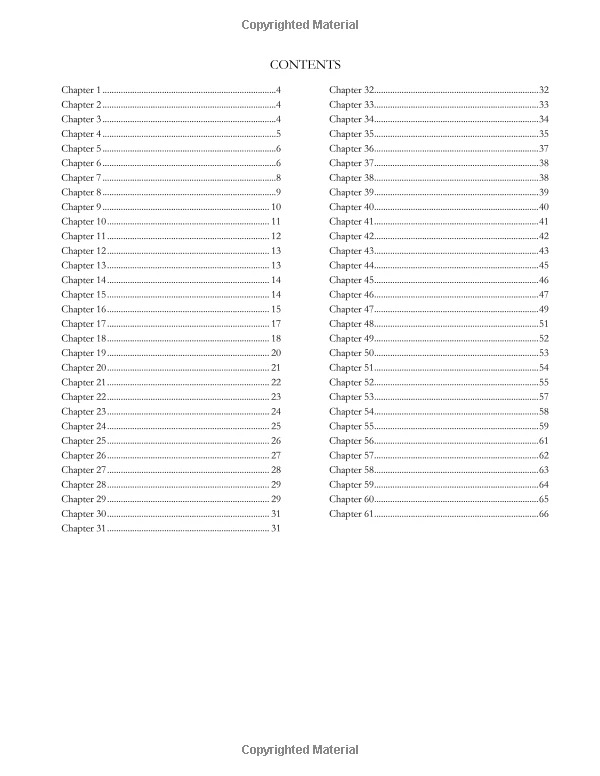 Copyrighted Material
CONTENTS
Chapter 1..........4
Chapter 2..........4
Chapter 3..........4
Chapter 4..........5
Chapter 5..........6
Chapter 6..........6
Chapter 7..........8
Chapter 8..........9
Chapter 9.......... 10
Chapter 10.......... 11
Chapter 11.......... 12
Chapter 12.......... 13
Chapter 13.......... 13
Chapter 14.......... 14
Chapter 15.......... 14
Chapter 16.......... 15
Chapter 17.......... 17
Chapter 18.......... 18
Chapter 19.......... 20
Chapter 20.......... 21
Chapter 21.......... 22
Chapter 22.......... 23
Chapter 23.......... 24
Chapter 24.......... 25
Chapter 25.......... 26
Chapter 26.......... 27
Chapter 27.......... 28
Chapter 28.......... 29
Chapter 29.......... 29
Chapter 30.......... 31
Chapter 31.......... 31
Chapter 32..........32
Chapter 33..........33
Chapter 34..........34
Chapter 35..........35
Chapter 36..........37
Chapter 37..........38
Chapter 38..........38
Chapter 39..........39
Chapter 40..........40
Chapter 41..........41
Chapter 42..........42
Chapter 43..........43
Chapter 44..........45
Chapter 45..........46
Chapter 46..........47
Chapter 47..........49
Chapter 48..........51
Chapter 49..........52
Chapter 50..........53
Chapter 51..........54
Chapter 52..........55
Chapter 53..........57
Chapter 54..........58
Chapter 55..........59
Chapter 56..........61
Chapter 57..........62
Chapter 58..........63
Chapter 59..........64
Chapter 60..........65
Chapter 61..........66
Copyrighted Material